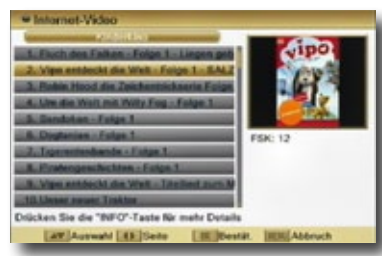 Internet-Video
Kinderkino
1. Fluch des Falken - Folge 1 - Liegen geb
2. Vipo entdeckt die Welt - Folge 1 - SALZ
3. Robin Hood die Zeichentrickserie Folge
4. Um die Welt mit Willy Fog - Folge 1
5. Sandokan - Folge 1
6. Dogtanian - Folge 1
7. Tigerentenbande - Folge 1
8. Piratengeschichten - Folge 1
9. Vipo entdeckt die Welt - Titellied zum M
10. Unser neuer Traktor
vipo
FSK: 12
Drücken Sie die "INFO"-Taste für mehr Details
Auswahl Seite OK Bestät. Abbruch